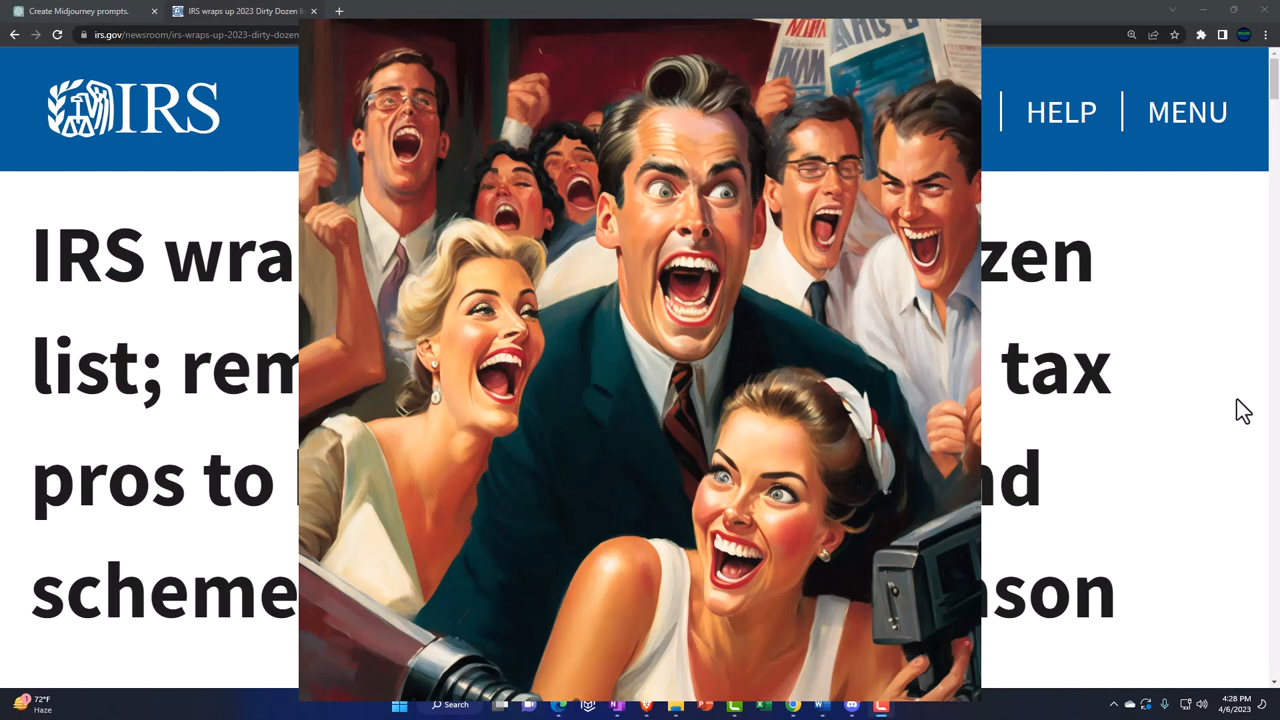 Create Midjourney prompts.
IRS wraps up 2023 Dirty Dozen li
irs.gov/newsroom/irs-wraps-up-2023-dirty-dozen
IRS
HELP
MENU
IRS wra zen
list; rem tax
pros to nd
scheme son
72°F
Haze
Search
4:28 PM
4/6/2023